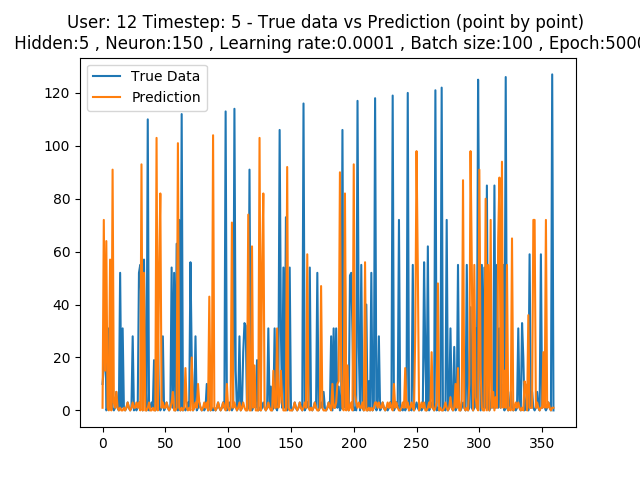 User: 12 Timestep: 5 - True data vs Prediction (point by point)
Hidden:5 , Neuron:150 , Learning rate:0.0001 , Batch size:100 , Epoch:5000
True Data
Prediction
120
100
80
60
40
20
0
0 50 100 150 200 250 300 350